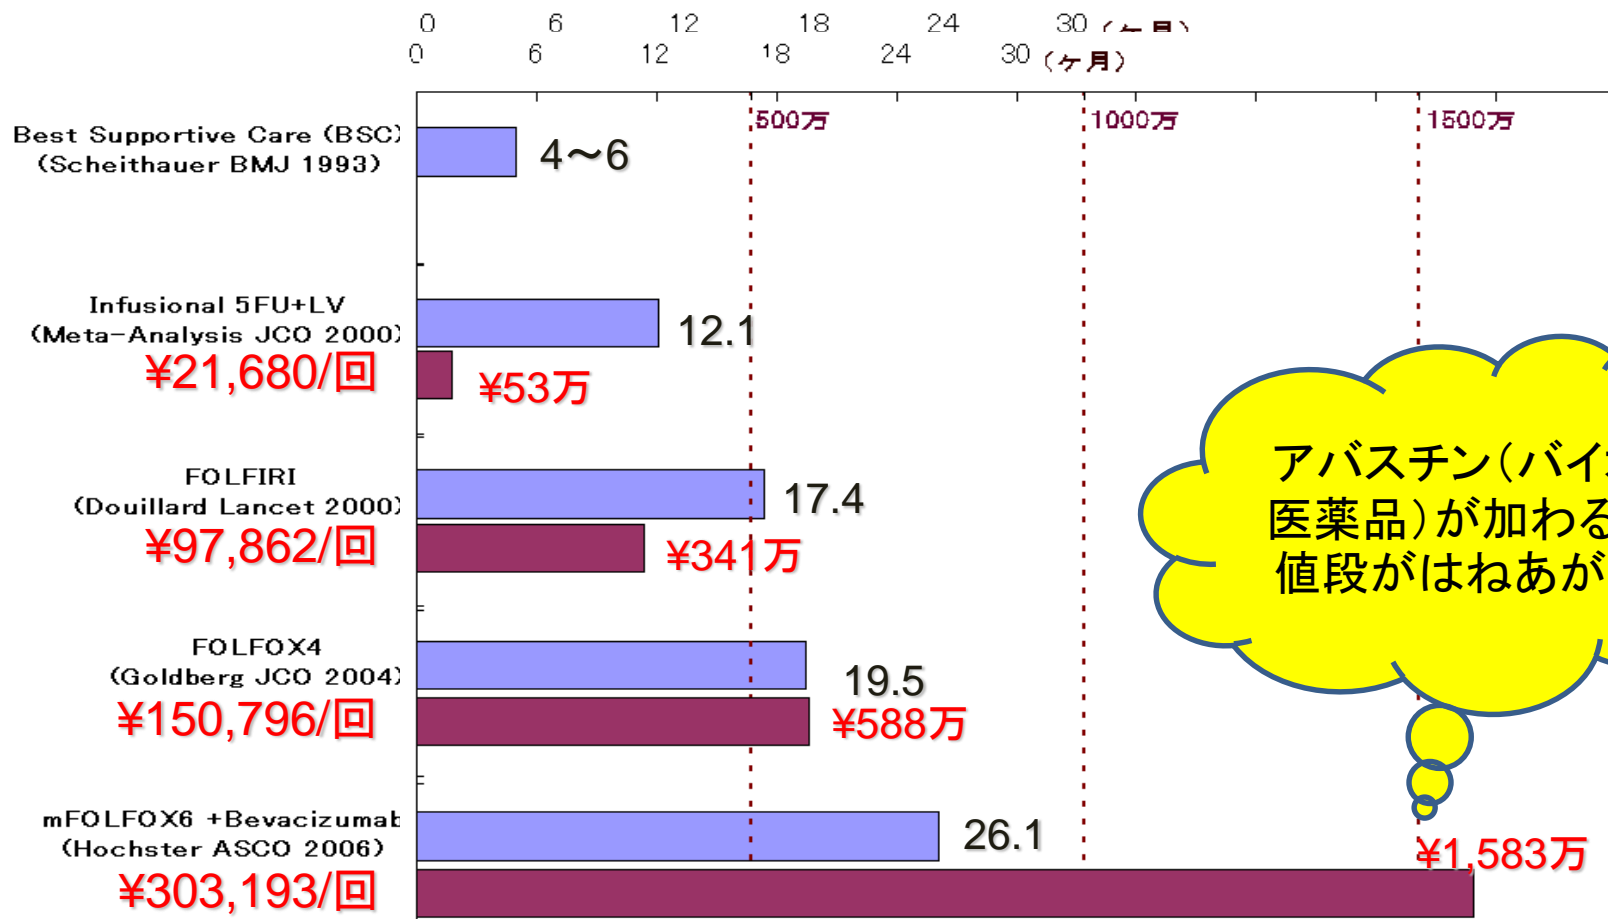 0 6 12 18 24 30
0 6 12 18 24 30 (ヶ月)
500万 1000万 1500万
Best Supportive Care (BSC)
(Scheithauer BMJ 1993)
4～6
Infusional 5FU+LV
(Meta-Analysis JCO 2000)
¥21,680/回
12.1
¥53万
FOLFIRI
(Douillard Lancet 2000)
¥97,862/回
17.4
¥341万
FOLFOX4
(Goldberg JCO 2004)
¥150,796/回
19.5
¥588万
mFOLFOX6 +Bevacizumab
(Hochster ASCO 2006)
¥303,193/回
26.1
¥1,583万
アバスチン（バイ
医薬品）が加わる
値段がはねあが